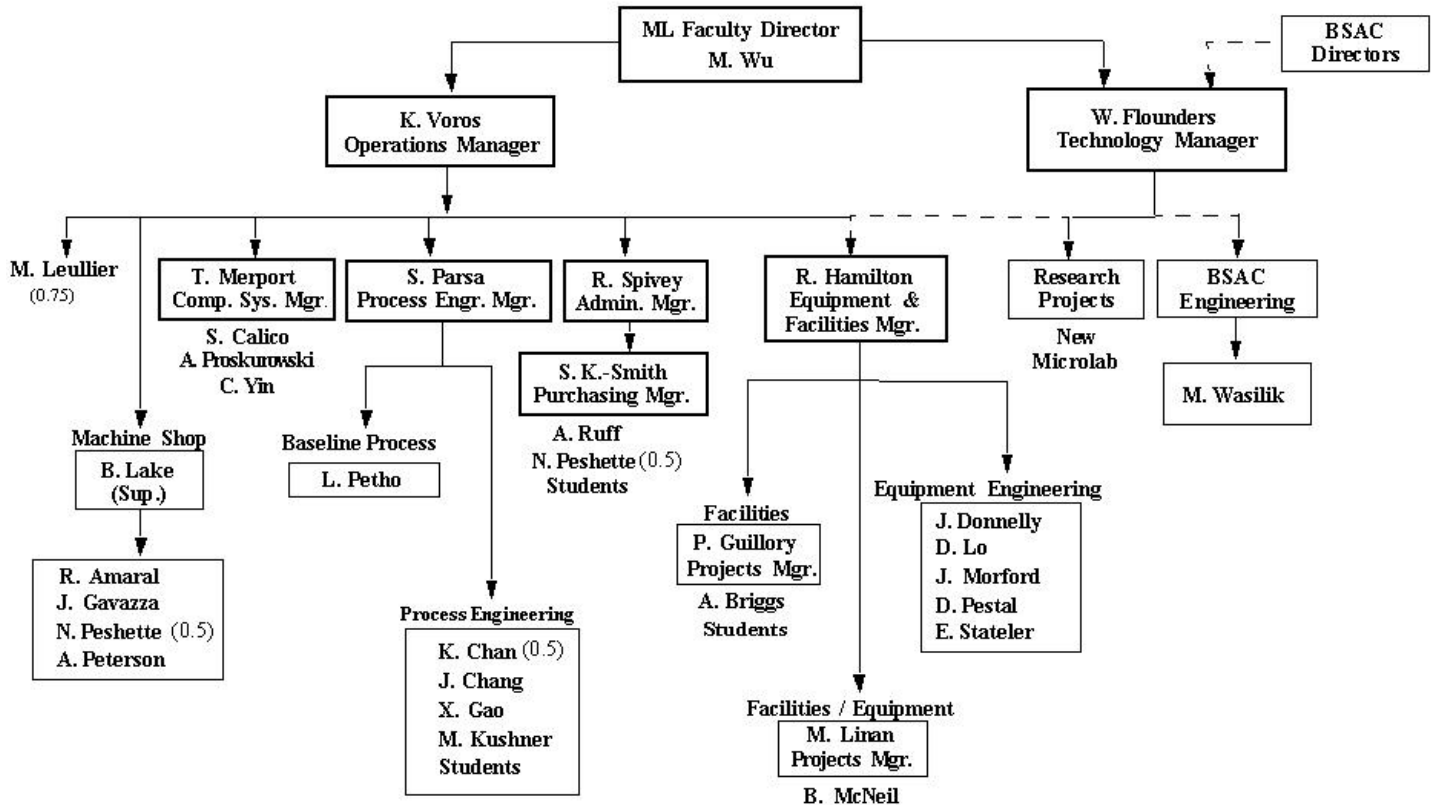 ML Faculty Director
M. Wu
BSAC
Directors
K. Voros
Operations Manager
W. Flounders
Technology Manager
M. Leullier
(0.75)
T. Merport
Comp. Sys. Mgr.
S. Calico
A. Proskurowski
C. Yin
S. Parsa
Process Engr. Mgr.
R. Spivey
Admin. Mgr.
S. K.-Smith
Purchasing Mgr.
A. Ruff
N. Peshette (0.5)
Students
R. Hamilton
Equipment &
Facilities Mgr.
Research
Projects
New
Microlab
BSAC
Engineering
M. Wasilik
Machine Shop
B. Lake
(Sup.)
R. Amaral
J. Gavazza
N. Peshette (0.5)
A. Peterson
Baseline Process
L. Petho
Process Engineering
K. Chan (0.5)
J. Chang
X. Gao
M. Kushner
Students
Facilities
P. Guillory
Projects Mgr.
A. Briggs
Students
Equipment Engineering
J. Donnelly
D. Lo
J. Morford
D. Pestal
E. Stateler
Facilities / Equipment
M. Linan
Projects Mgr.
B. McNeil